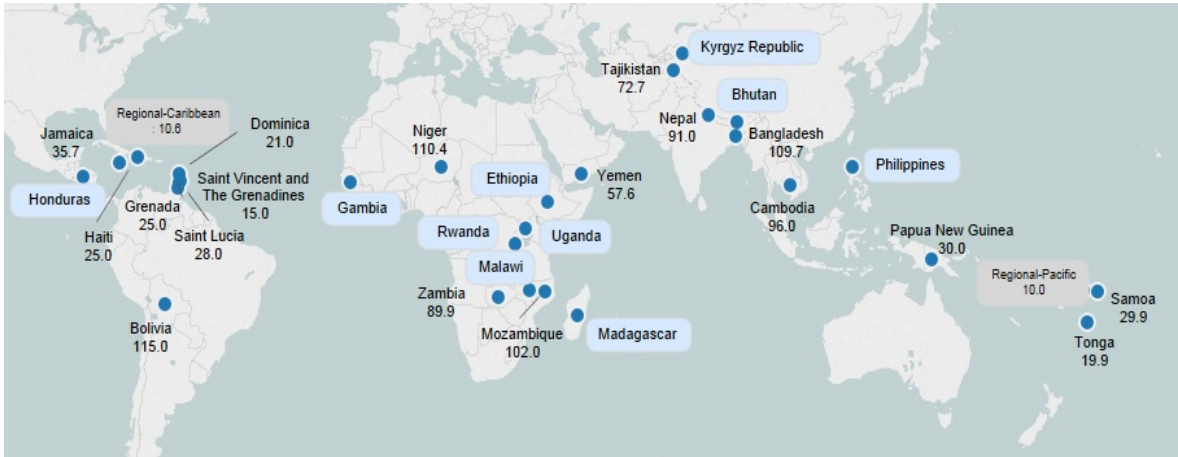 Kyrgyz Republic
Tajikistan
72.7
Bhutan
Regional-Caribbean
: 10.6
Dominica
21.0
Jamaica
35.7
Niger
110.4
Nepal
91.0
Bangladesh
109.7
Philippines
Ethiopia
Yemen
57.6
Saint Vincent and
The Grenadines
15.0
Honduras
Grenada
25.0
Gambia
Cambodia
96.0
Haiti
25.0
Saint Lucia
28.0
Rwanda
Uganda
Papua New Guinea
30.0
Malawi
Regional-Pacific
10.0
Zambia
89.9
Samoa
29.9
Bolivia
115.0
Mozambique
102.0
Madagascar
Tonga
19.9